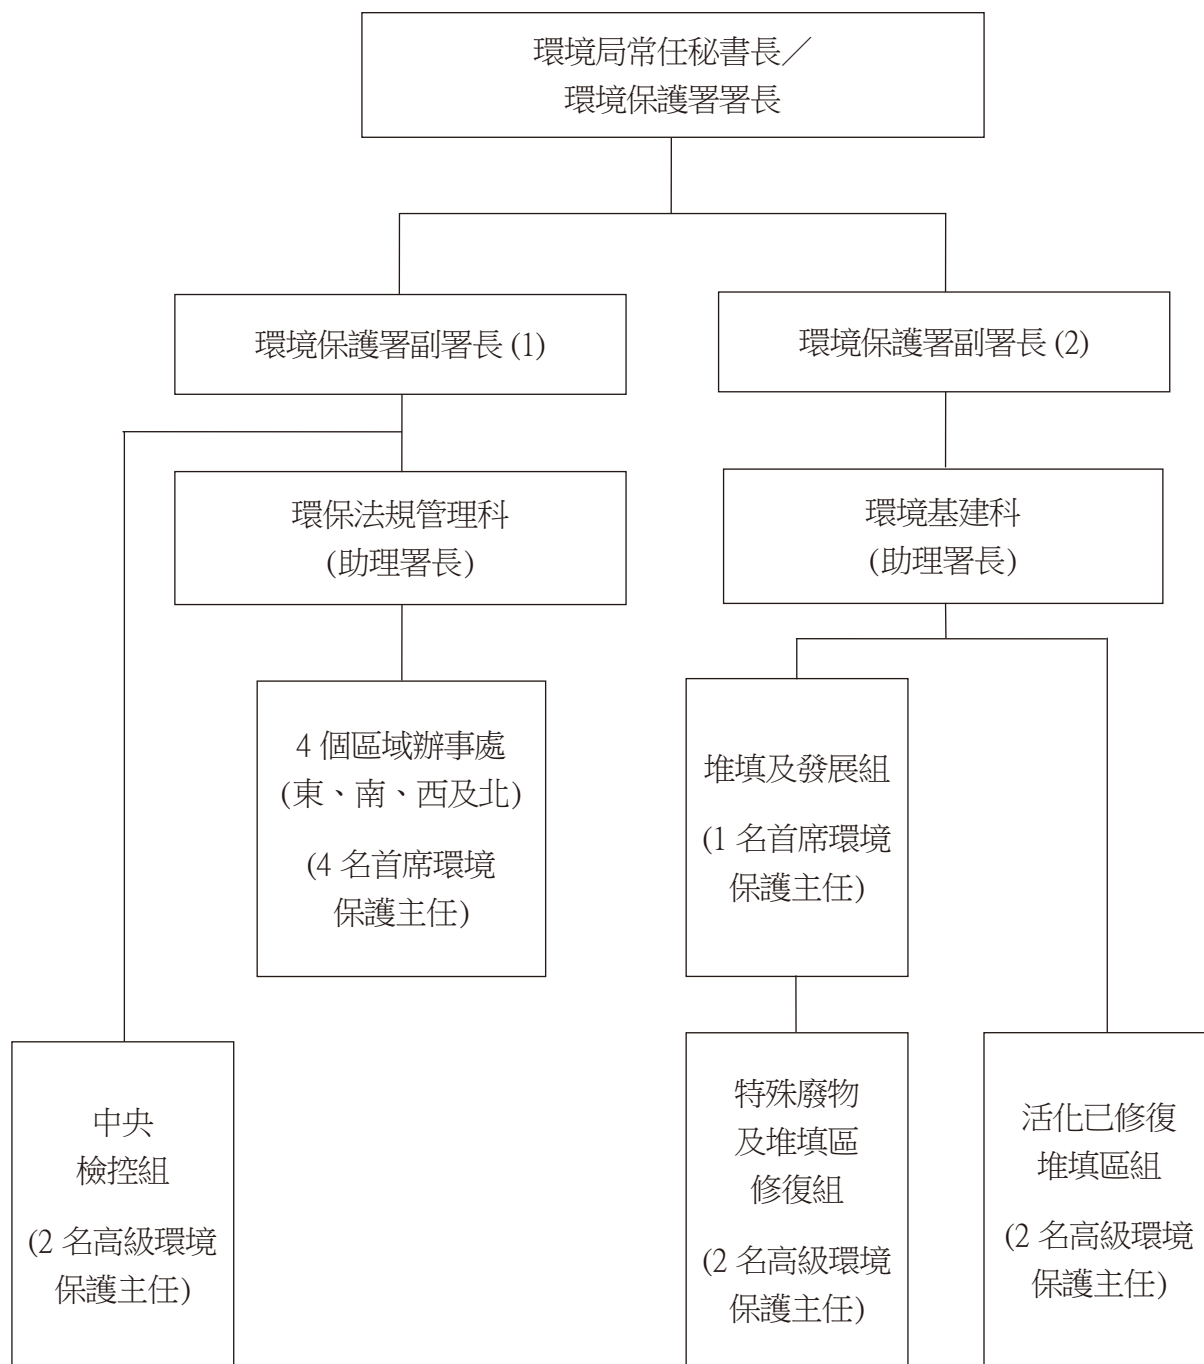 環境局常任秘書長／
環境保護署署長
環境保護署副署長 (1)
環境保護署副署長 (2)
環保法規管理科
(助理署長)
環境基建科
(助理署長)
4 個區域辦事處
(東、南、西及北)
(4 名首席環境
保護主任)
堆填及發展組
(1 名首席環境
保護主任)
中央
檢控組
(2 名高級環境
保護主任)
特殊廢物
及堆填區
修復組
(2 名高級環境
保護主任)
活化已修復
堆填區組
(2 名高級環境
保護主任)